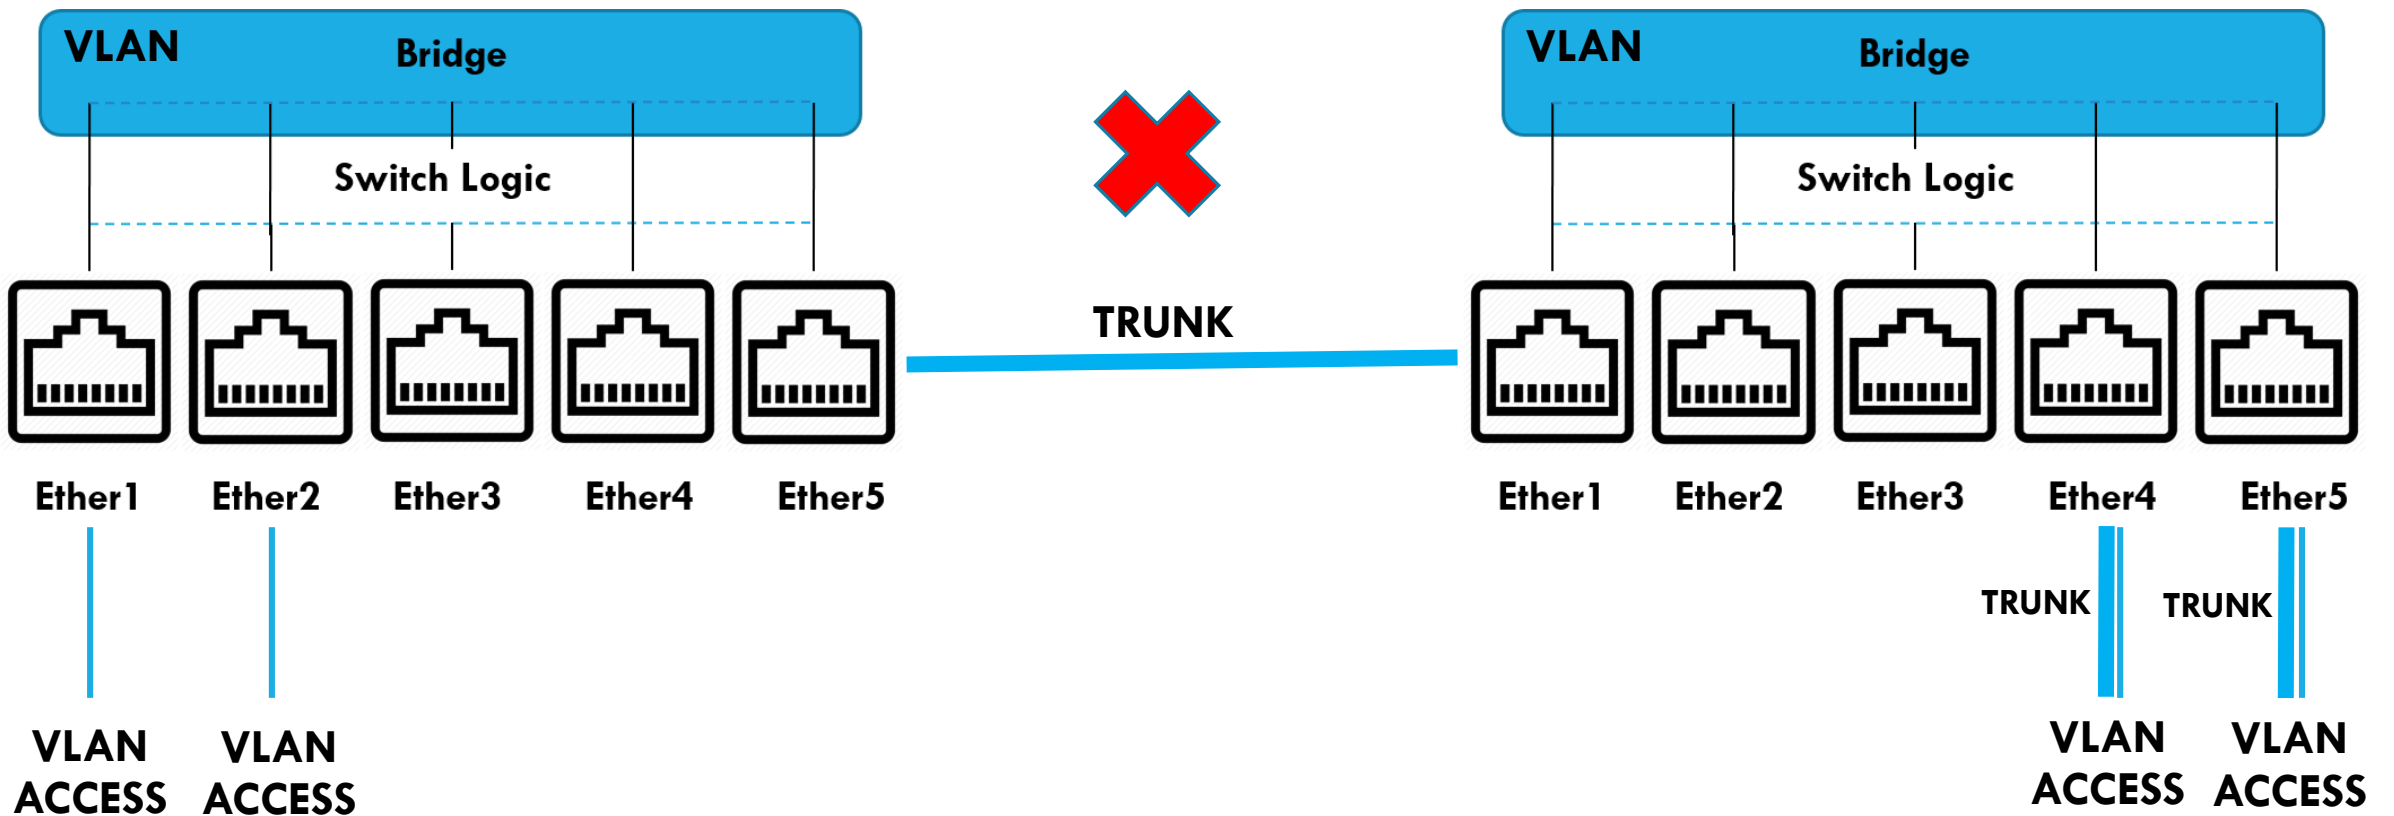 VLAN
Bridge
Switch Logic
Ether1
Ether2
Ether3
Ether4
Ether5
VLAN
ACCESS
VLAN
ACCESS
TRUNK
VLAN
Bridge
Switch Logic
Ether1
Ether2
Ether3
Ether4
Ether5
TRUNK
TRUNK
VLAN
ACCESS
VLAN
ACCESS